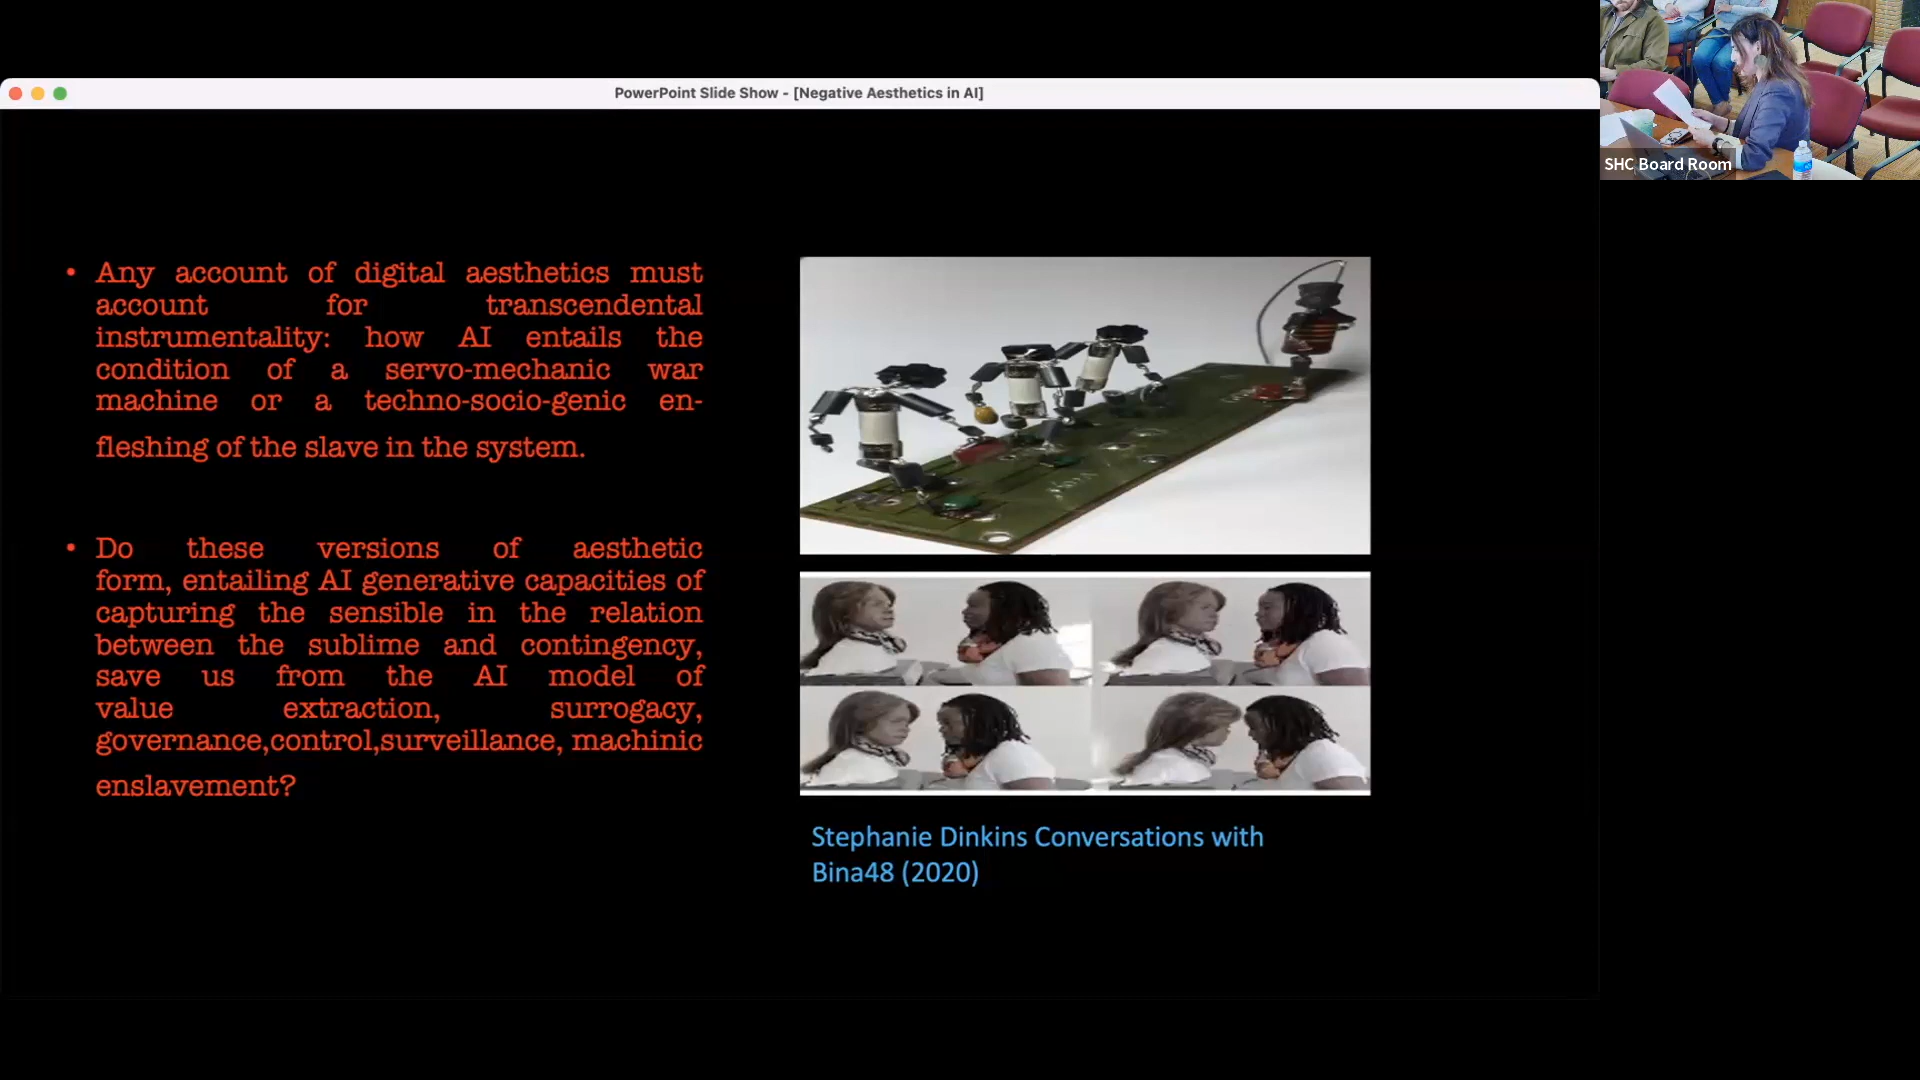 PowerPoint Slide Show - [Negative Aesthetics in AI]
SHC Board Room
• Any account of digital aesthetics must
account for transcendental
instrumentality: how AI entails the
condition of a servo-mechanic war
machine or a techno-socio-genic en-
fleshing of the slave in the system.
• Do these versions of aesthetic
form, entailing AI generative capacities of
capturing the sensible in the relation
between the sublime and contingency,
save us from the AI model of
value extraction, surrogacy,
governance,control,surveillance, machinic
enslavement?
Stephanie Dinkins Conversations with
Bina48 (2020)